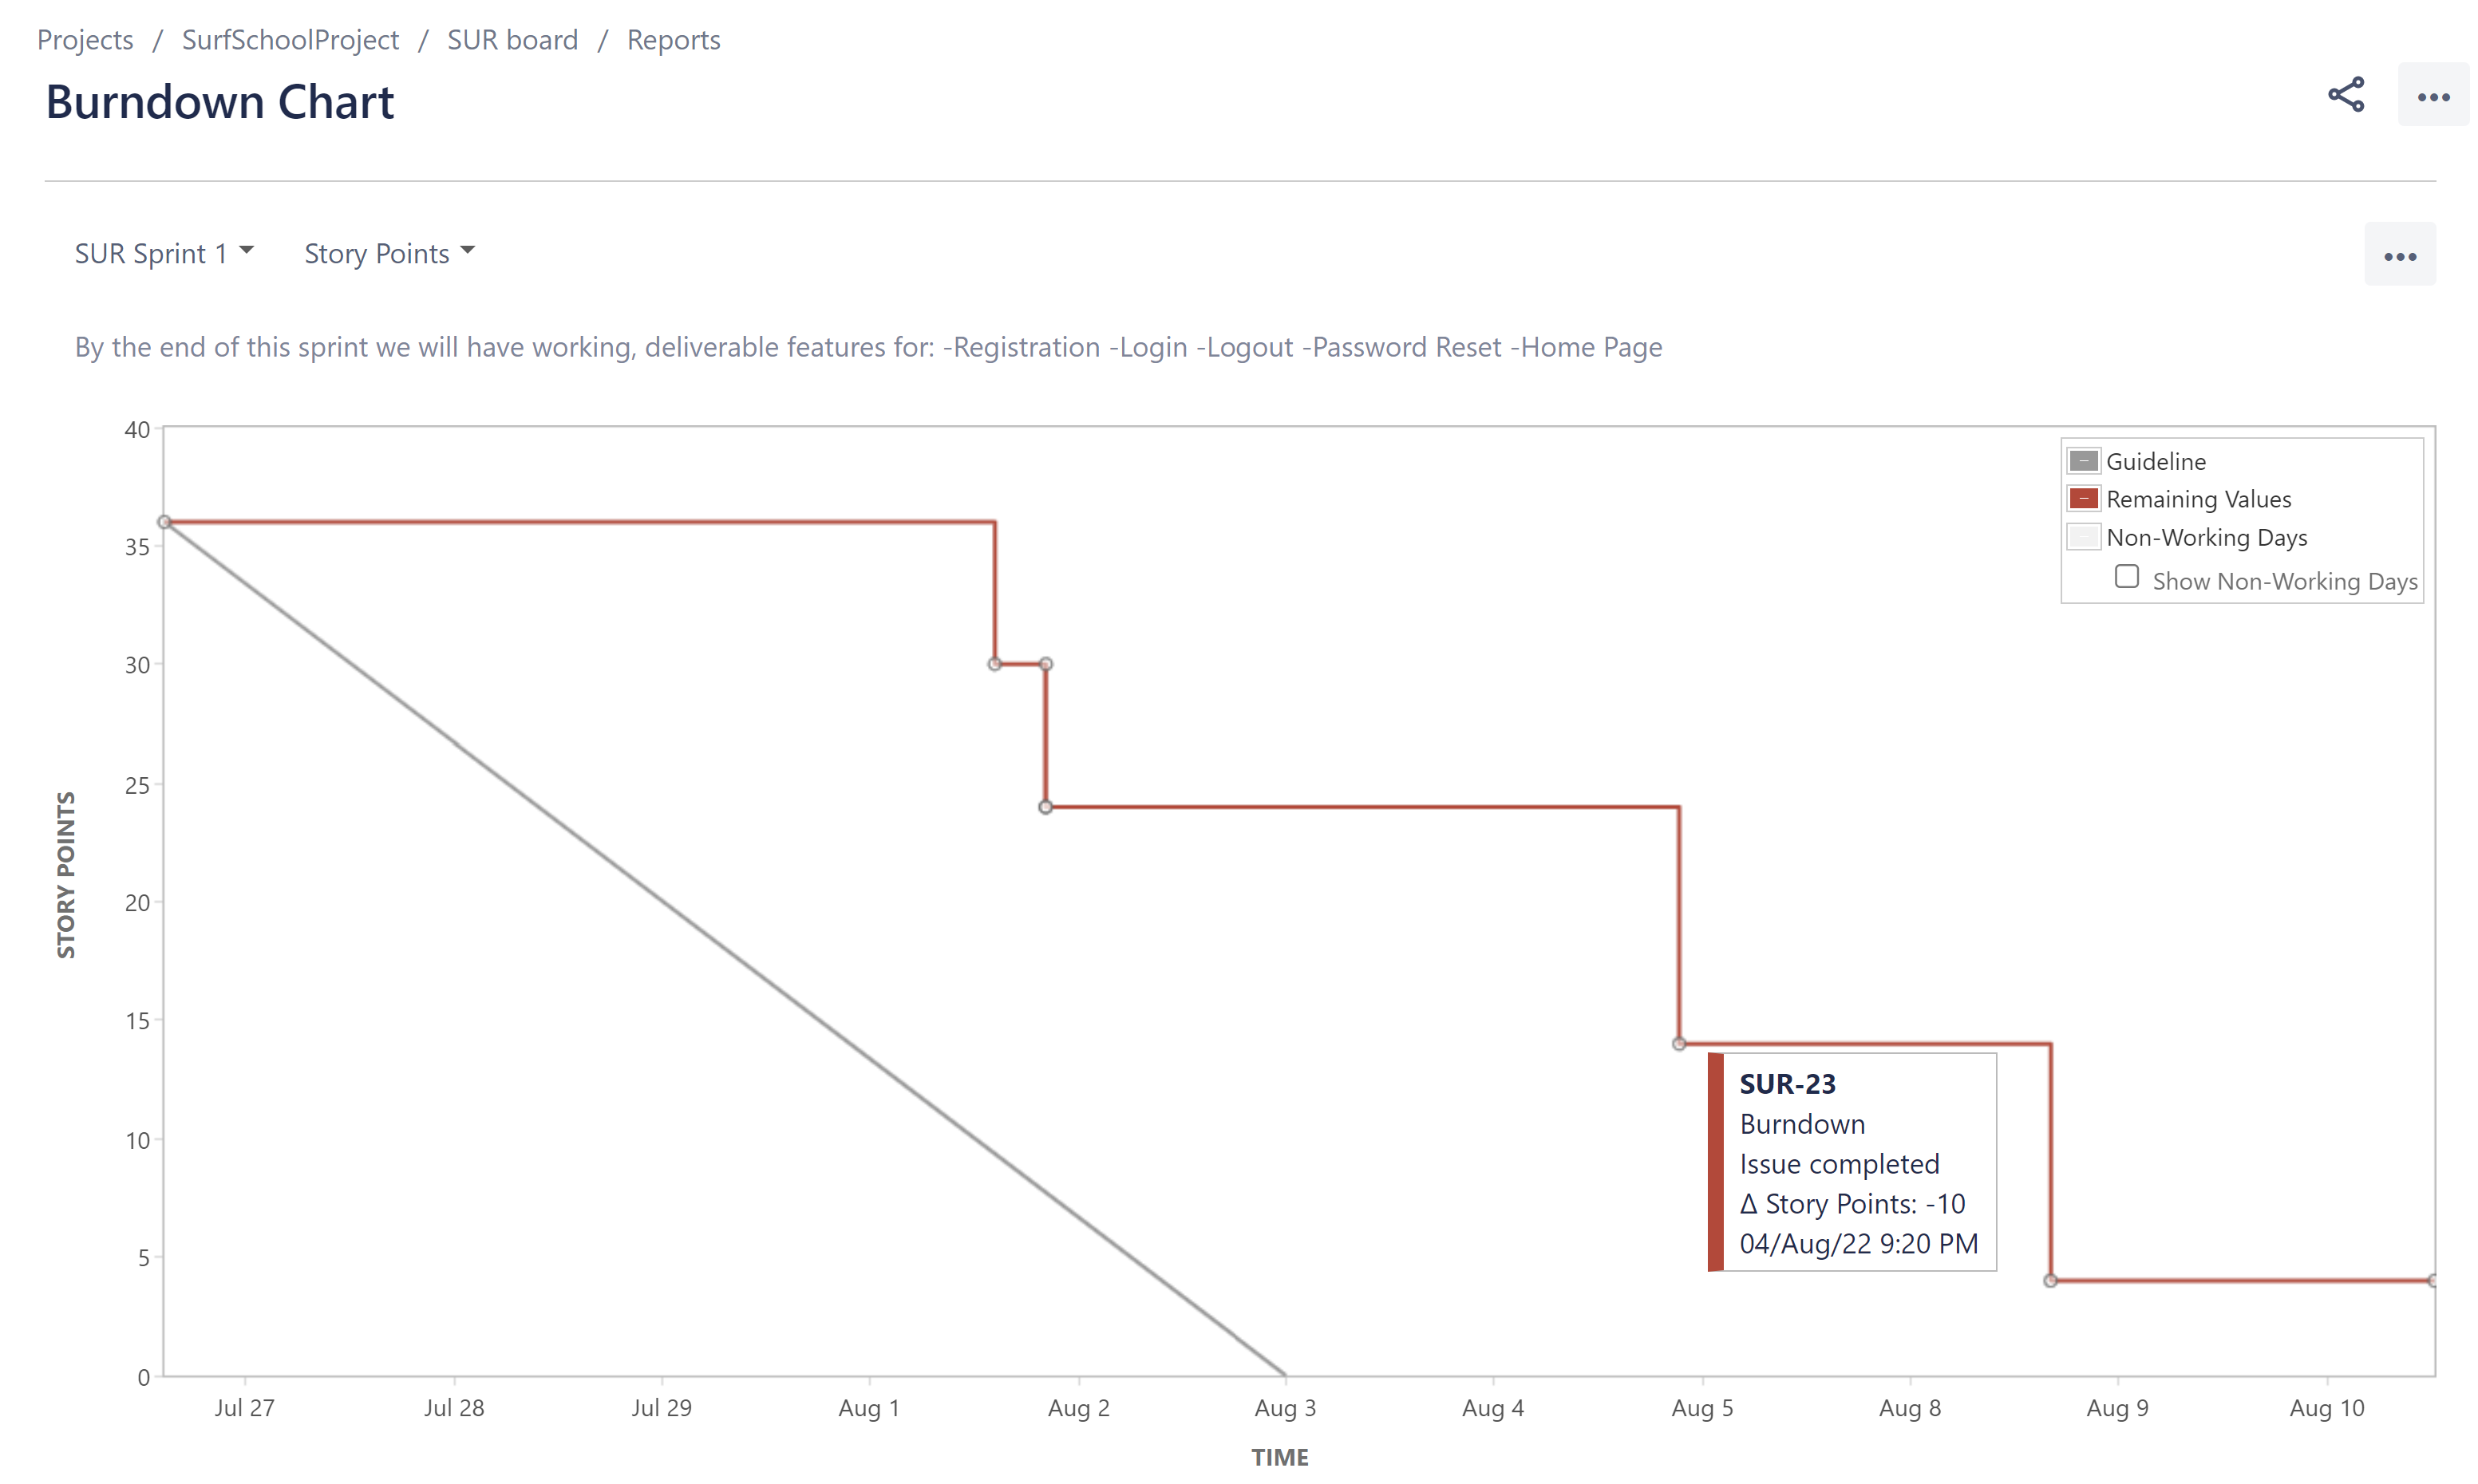 Projects / SurfSchoolProject / SUR board / Reports
Burndown Chart
SUR Sprint 1
Story Points
By the end of this sprint we will have working, deliverable features for: -Registration -Login -Logout -Password Reset -Home Page
40
35
30
25
20
15
10
5
0
STORY POINTS
Guideline
Remaining Values
Non-Working Days
Show Non-Working Days
SUR-23
Burndown
Issue completed
Δ Story Points: -10
04/Aug/22 9:20 PM
Jul 27 Jul 28 Jul 29 Aug 1 Aug 2 Aug 3 Aug 4 Aug 5 Aug 8 Aug 9 Aug 10
TIME